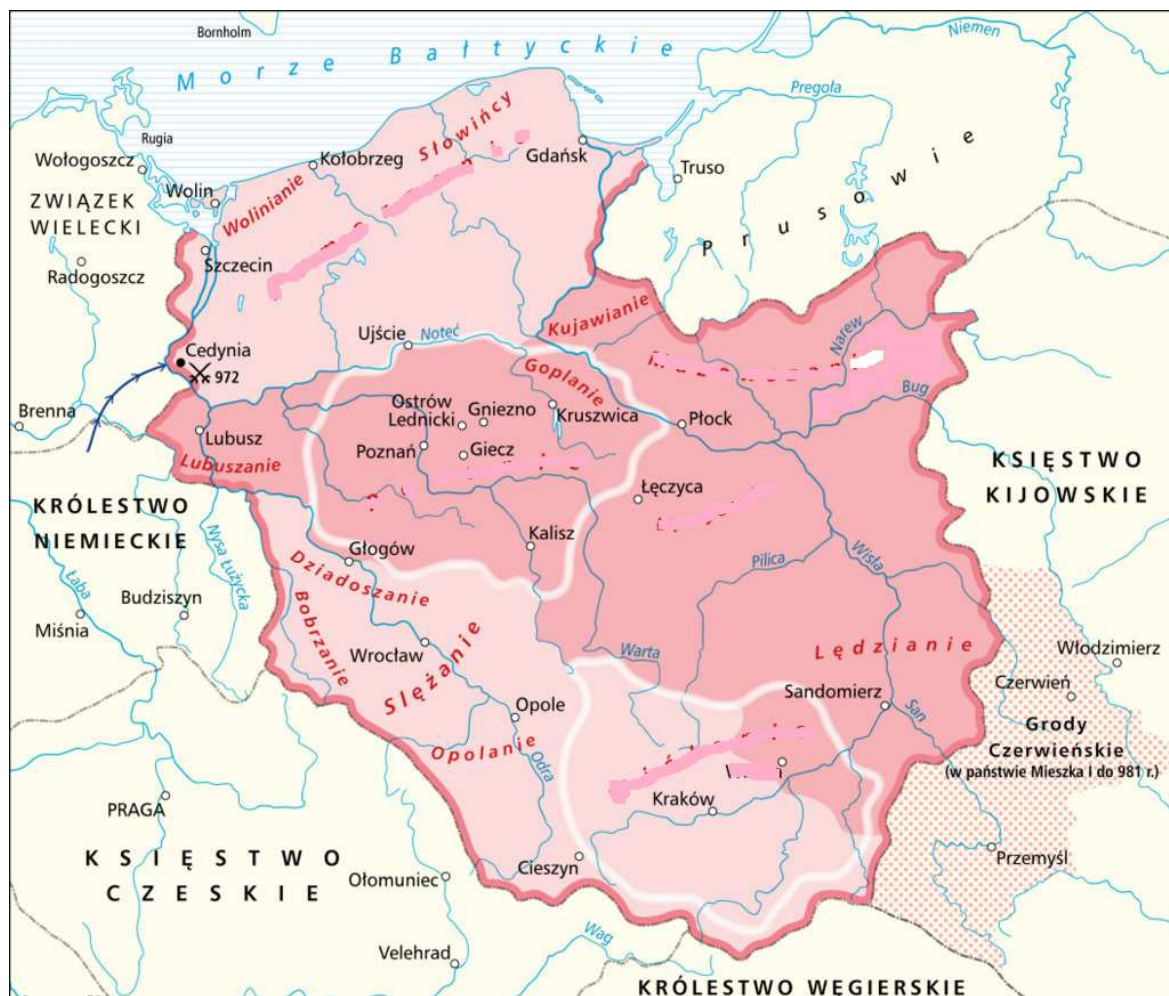 Bornholm
Morze Bałtyckie
Niemen
Pregoła
Rugia
Wołogoszcz
Kołobrzeg
Słowińcy
Gdańsk
Truso
Prusowie
Wolin
Wolinianie
ZWIĄZEK
WIELECKI
Szczecin
Radogoszcz
Kujawianie
Narew
Ujście
Noteć
Cedynia
972
Goplanie
Bug
Brenna
Ostrów
Lednicki
Gniezno
Kruszwica
Płock
Lubusz
Poznań
Giecz
Lubuszanie
KSIĘSTWO
KIJOWSKIE
Łęczyca
KRÓLESTWO
NIEMIECKIE
Kalisz
Nysa Łużycka
Głogów
Dziadoszanie
Pilica
Wisła
Łaba
Budziszyn
Bobrzanie
Miśnia
Wrocław
Ślężanie
Warta
Lędzianie
Włodzimierz
Czerwień
Sandomierz
San
Opole
Grody
Czerwieńskie
(w państwie Mieszka I do 981 r.)
Opolanie
Odra
PRAGA
Kraków
KSIĘSTWO
CZESKIE
Cieszyn
Przemyśl
Ołomuniec
Velehrad
Wag
KRÓLESTWO WĘGIERSKIE